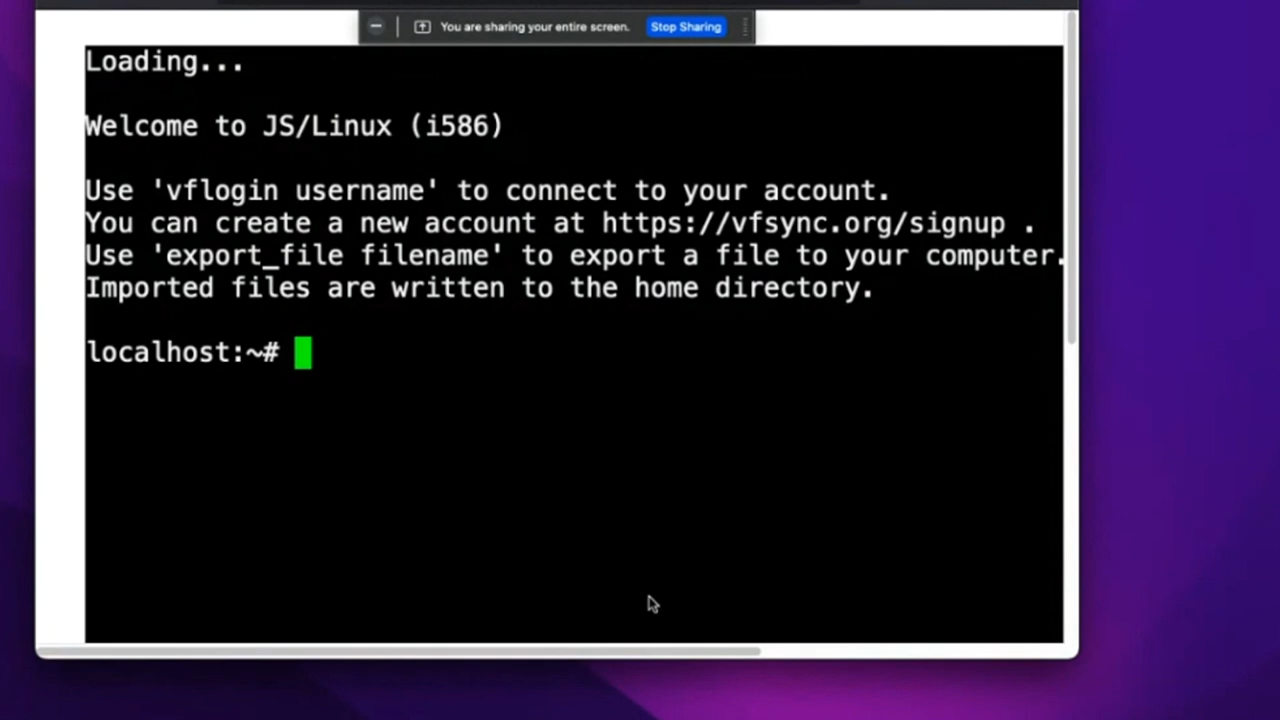 You are sharing your entire screen. Stop Sharing
Loading...
Welcome to JS/Linux (i586)
Use 'vflogin username' to connect to your account.
You can create a new account at https://vfsync.org/signup .
Use 'export_file filename' to export a file to your computer.
Imported files are written to the home directory.
localhost:~#